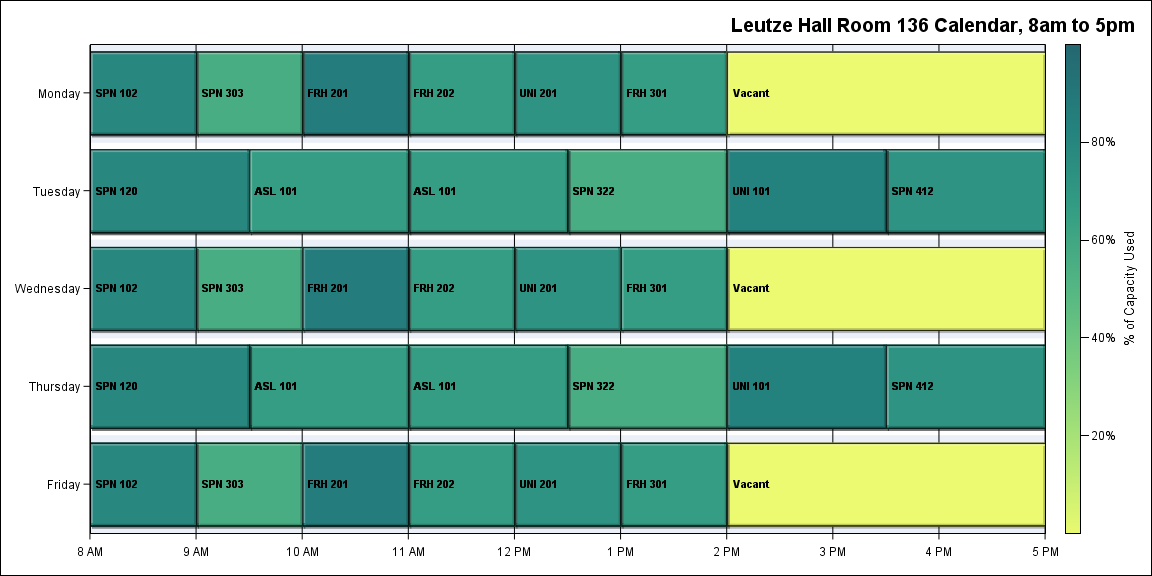 Leutze Hall Room 136 Calendar, 8am to 5pm
Monday
SPN 102
SPN 303
FRH 201
FRH 202
UNI 201
FRH 301
Vacant
Tuesday
SPN 120
ASL 101
ASL 101
SPN 322
UNI 101
SPN 412
Wednesday
SPN 102
SPN 303
FRH 201
FRH 202
UNI 201
FRH 301
Vacant
Thursday
SPN 120
ASL 101
ASL 101
SPN 322
UNI 101
SPN 412
Friday
SPN 102
SPN 303
FRH 201
FRH 202
UNI 201
FRH 301
Vacant
8 AM
9 AM
10 AM
11 AM
12 PM
1 PM
2 PM
3 PM
4 PM
5 PM
80%
60%
40%
20%
% of Capacity Used